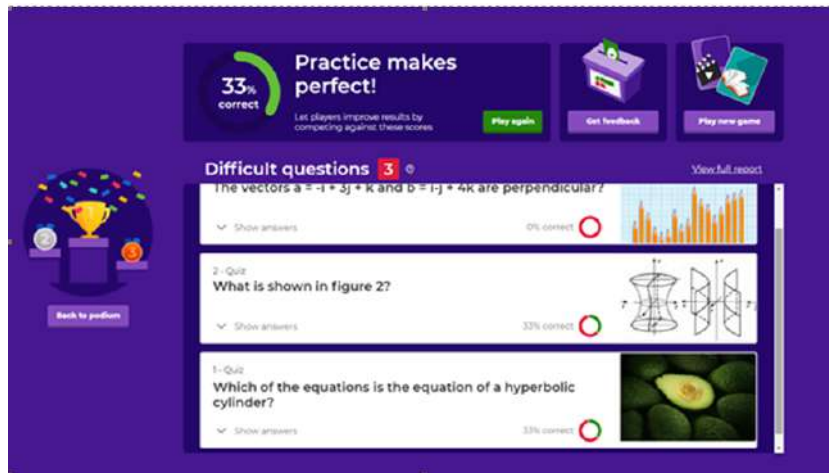 33%
correct
Practice makes
perfect!
Let players improve results by
competing against these scores
Play again
Get feedback
Play new game
Difficult questions 3
View full report
The vectors a = -i + 3j + k and b = i-j + 4k are perpendicular?
Show answers
0% correct
2 - Quiz
What is shown in figure 2?
Show answers
33% correct
1 - Quiz
Which of the equations is the equation of a hyperbolic
cylinder?
Show answers
33% correct
1
2
3
Back to podium